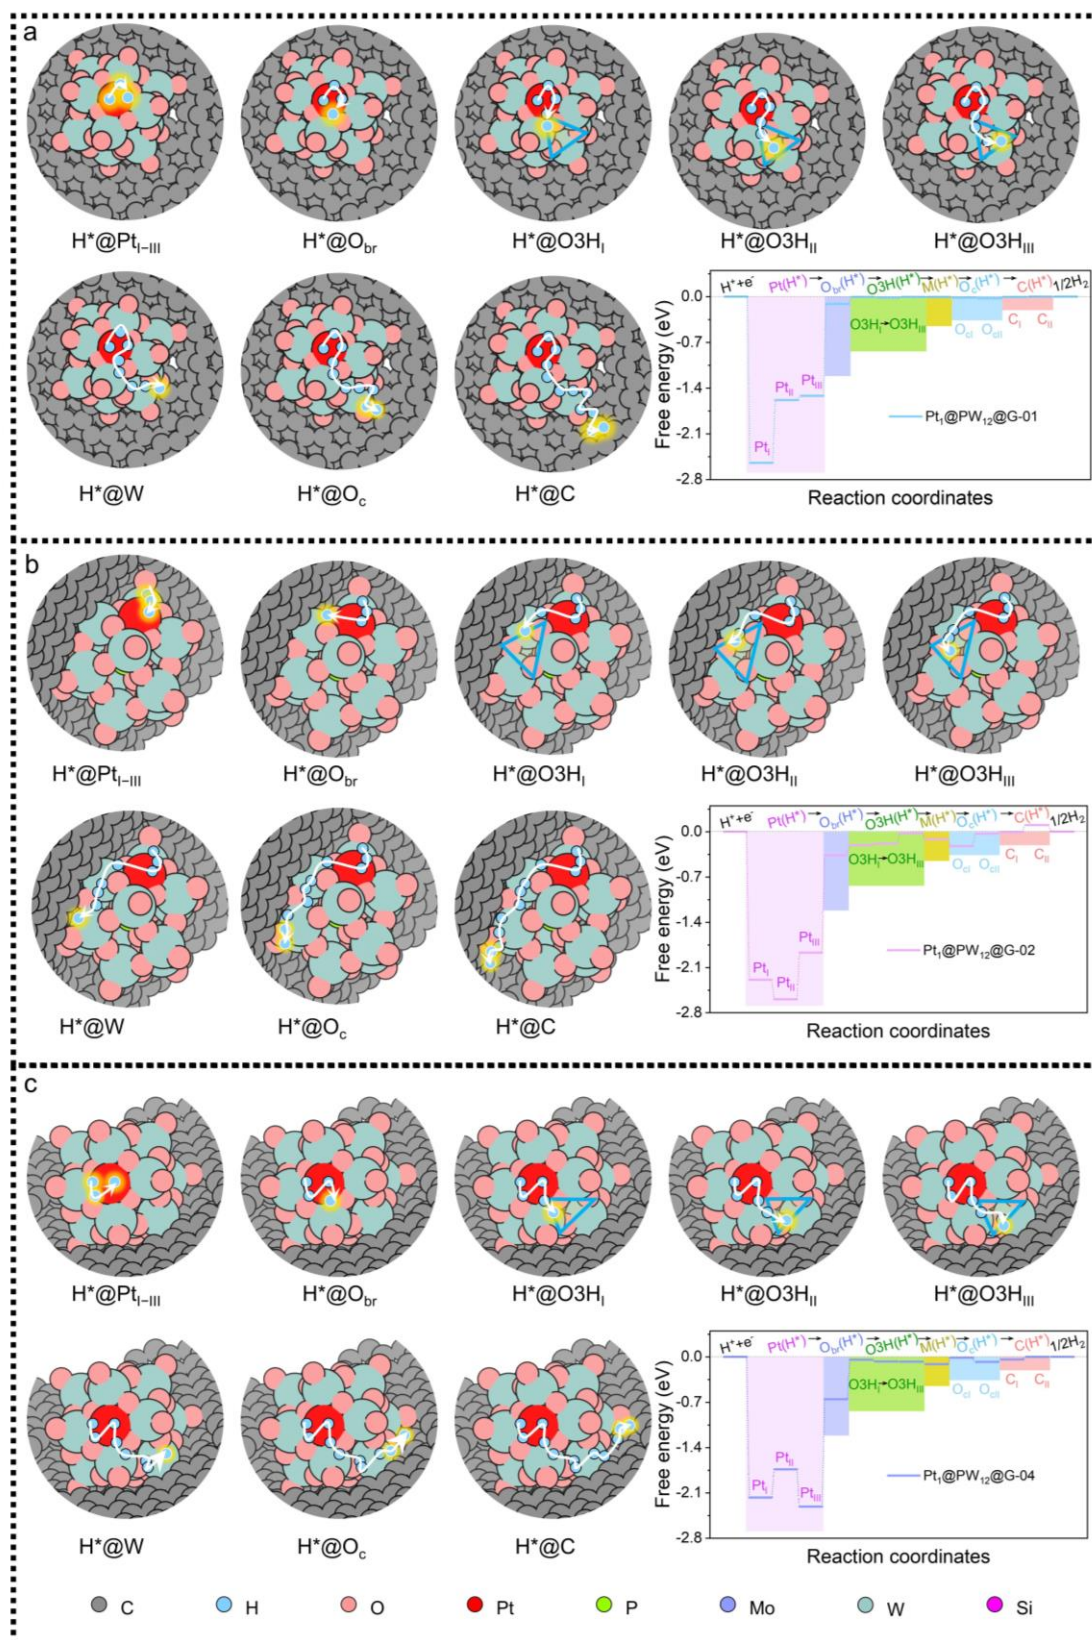 a
H*@Pt_I–III H*@O_br H*@O3H_I H*@O3H_II H*@O3H_III
H*@W H*@O_c H*@C
H⁺+e⁻ Pt(H*)→O_br(H*)→O3H(H*)→M(H*)→O_c(H*)→C(H*) 1/2H₂
Free energy (eV)
0.0
-0.7
-1.4
-2.1
-2.8
O3H_I→O3H_III
O_cI O_cII C_I C_II
Pt_I Pt_II Pt_III
Pt₁@PW₁₂@G-01
Reaction coordinates
b
H*@Pt_I–III H*@O_br H*@O3H_I H*@O3H_II H*@O3H_III
H*@W H*@O_c H*@C
H⁺+e⁻ Pt(H*)→O_br(H*)→O3H(H*)→M(H*)→O_c(H*)→C(H*) 1/2H₂
Free energy (eV)
0.0
-0.7
-1.4
-2.1
-2.8
O3H_I→O3H_III
O_cI O_cII C_I C_II
Pt_I Pt_II Pt_III
Pt₁@PW₁₂@G-02
Reaction coordinates
c
H*@Pt_I–III H*@O_br H*@O3H_I H*@O3H_II H*@O3H_III
H*@W H*@O_c H*@C
H⁺+e⁻ Pt(H*)→O_br(H*)→O3H(H*)→M(H*)→O_c(H*)→C(H*) 1/2H₂
Free energy (eV)
0.0
-0.7
-1.4
-2.1
-2.8
O3H_I→O3H_III
O_cI O_cII C_I C_II
Pt_I Pt_II Pt_III
Pt₁@PW₁₂@G-04
Reaction coordinates
C H O Pt P Mo W Si